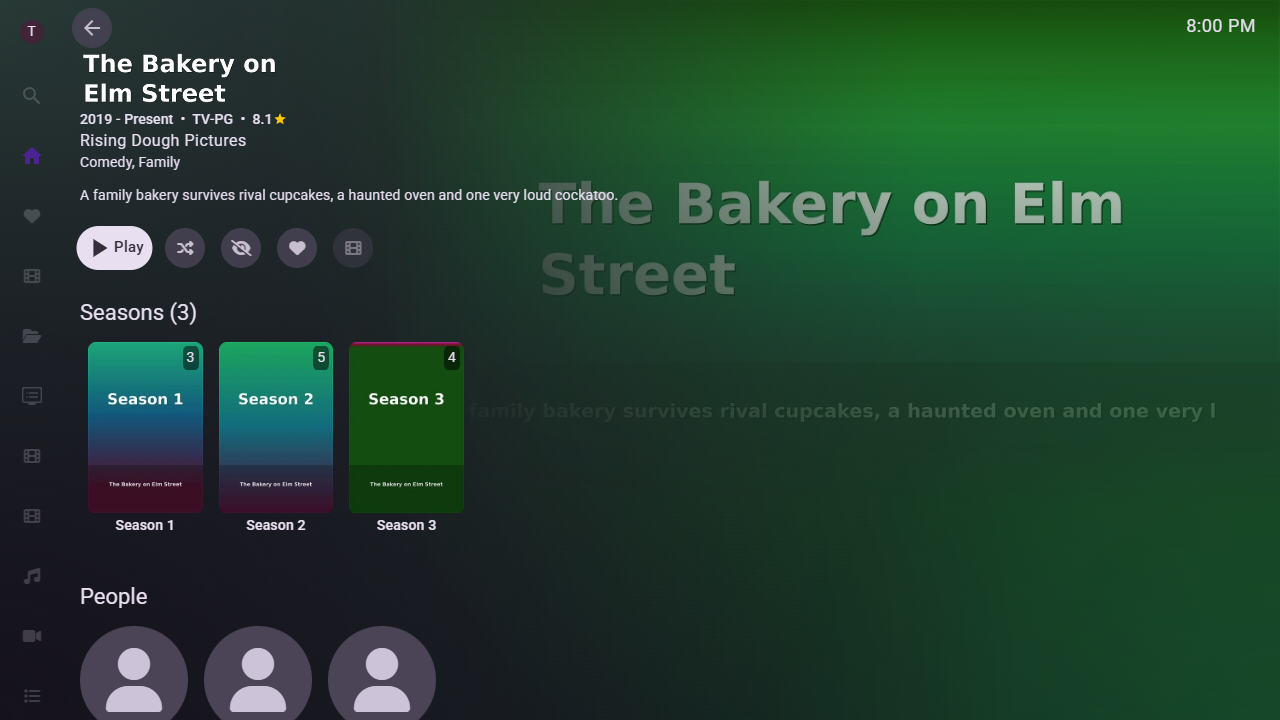 T
8:00 PM
The Bakery on
Elm Street
2019 - Present • TV-PG • 8.1
Rising Dough Pictures
Comedy, Family
A family bakery survives rival cupcakes, a haunted oven and one very loud cockatoo.
The Bakery on Elm
Street
Play
Seasons (3)
3
5
4
Season 1
Season 2
Season 3
family bakery survives rival cupcakes, a haunted oven and one very l
The Bakery on Elm Street
The Bakery on Elm Street
The Bakery on Elm Street
Season 1
Season 2
Season 3
People